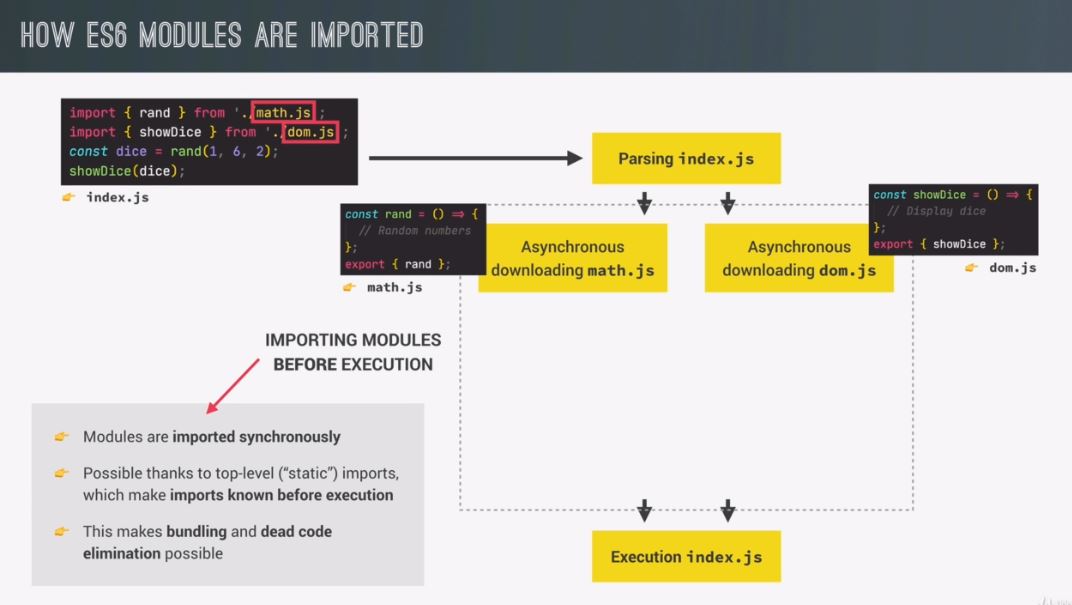 HOW ES6 MODULES ARE IMPORTED
import { rand } from './math.js';
import { showDice } from './dom.js';
const dice = rand(1, 6, 2);
showDice(dice);
👉 index.js
Parsing index.js
const rand = () => {
// Random numbers
};
export { rand };
👉 math.js
Asynchronous
downloading math.js
Asynchronous
downloading dom.js
const showDice = () => {
// Display dice
};
export { showDice };
👉 dom.js
IMPORTING MODULES
BEFORE EXECUTION
👉 Modules are imported synchronously
👉 Possible thanks to top-level (“static”) imports,
which make imports known before execution
👉 This makes bundling and dead code
elimination possible
Execution index.js